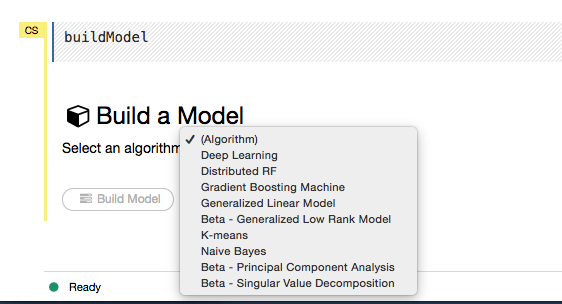 CS
buildModel
Build a Model
Select an algorithm
✓ (Algorithm)
Deep Learning
Distributed RF
Gradient Boosting Machine
Generalized Linear Model
Beta - Generalized Low Rank Model
K-means
Naive Bayes
Beta - Principal Component Analysis
Beta - Singular Value Decomposition
Build Model
Ready